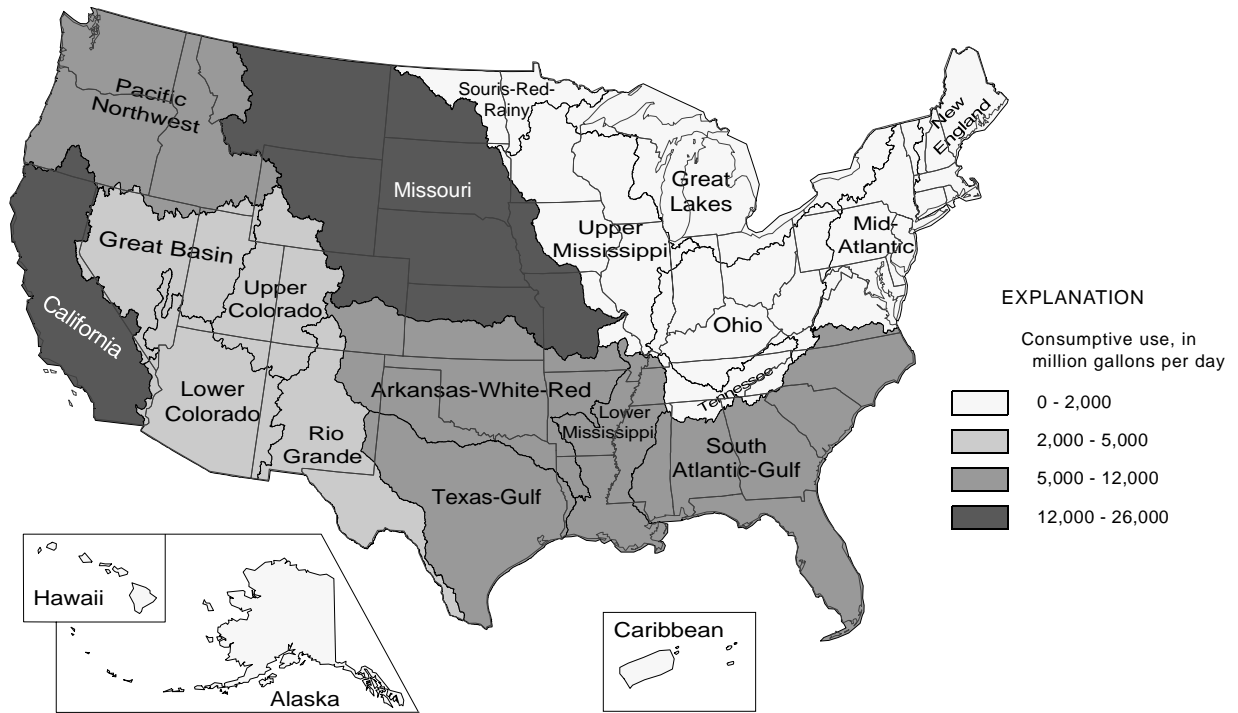 Pacific
Northwest
Souris-Red-
Rainy
New
England
Missouri
Great
Lakes
Upper
Mississippi
Mid-
Atlantic
Great Basin
Upper
Colorado
California
Ohio
Lower
Colorado
Arkansas-White-Red
Tennessee
Lower
Mississippi
Rio
Grande
South
Atlantic-Gulf
Texas-Gulf
Hawaii
Alaska
Caribbean
EXPLANATION
Consumptive use, in
million gallons per day
0 - 2,000
2,000 - 5,000
5,000 - 12,000
12,000 - 26,000